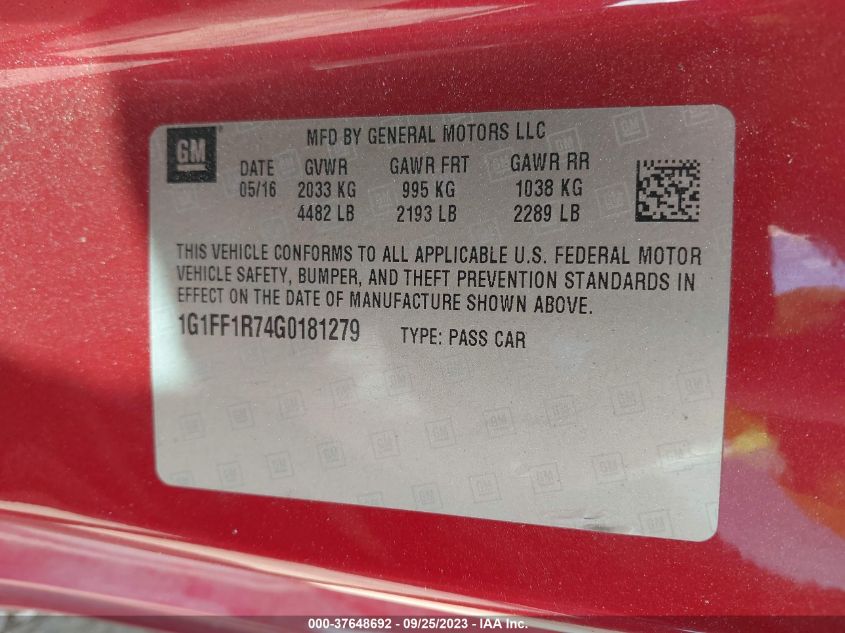 GM
MFD BY GENERAL MOTORS LLC
DATE GVWR GAWR FRT GAWR RR
05/16 2033 KG 995 KG 1038 KG
4482 LB 2193 LB 2289 LB
THIS VEHICLE CONFORMS TO ALL APPLICABLE U.S. FEDERAL MOTOR
VEHICLE SAFETY, BUMPER, AND THEFT PREVENTION STANDARDS IN
EFFECT ON THE DATE OF MANUFACTURE SHOWN ABOVE.
1G1FF1R74G0181279 TYPE: PASS CAR
000-37648692 - 09/25/2023 - IAA Inc.